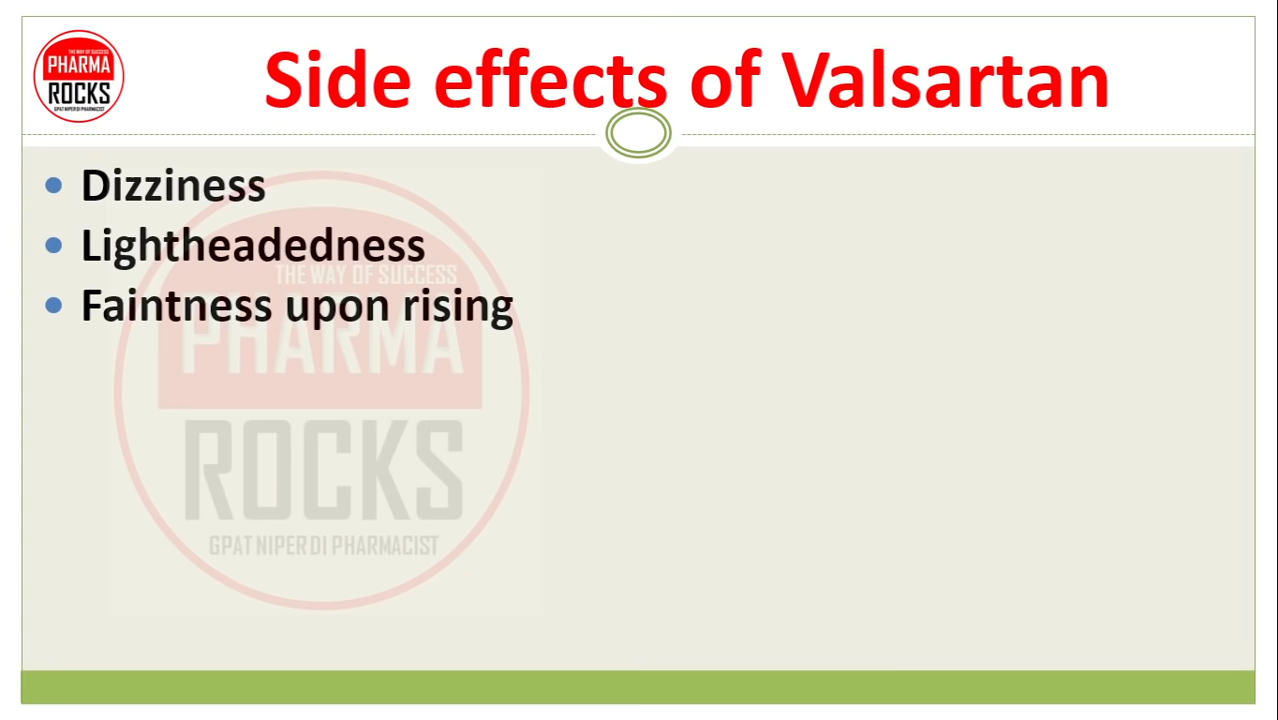 THE WAY OF SUCCESS
PHARMA
ROCKS
GPAT NIPER DI PHARMACIST
Side effects of Valsartan
• Dizziness
• Lightheadedness
• Faintness upon rising
THE WAY OF SUCCESS
PHARMA
ROCKS
GPAT NIPER DI PHARMACIST